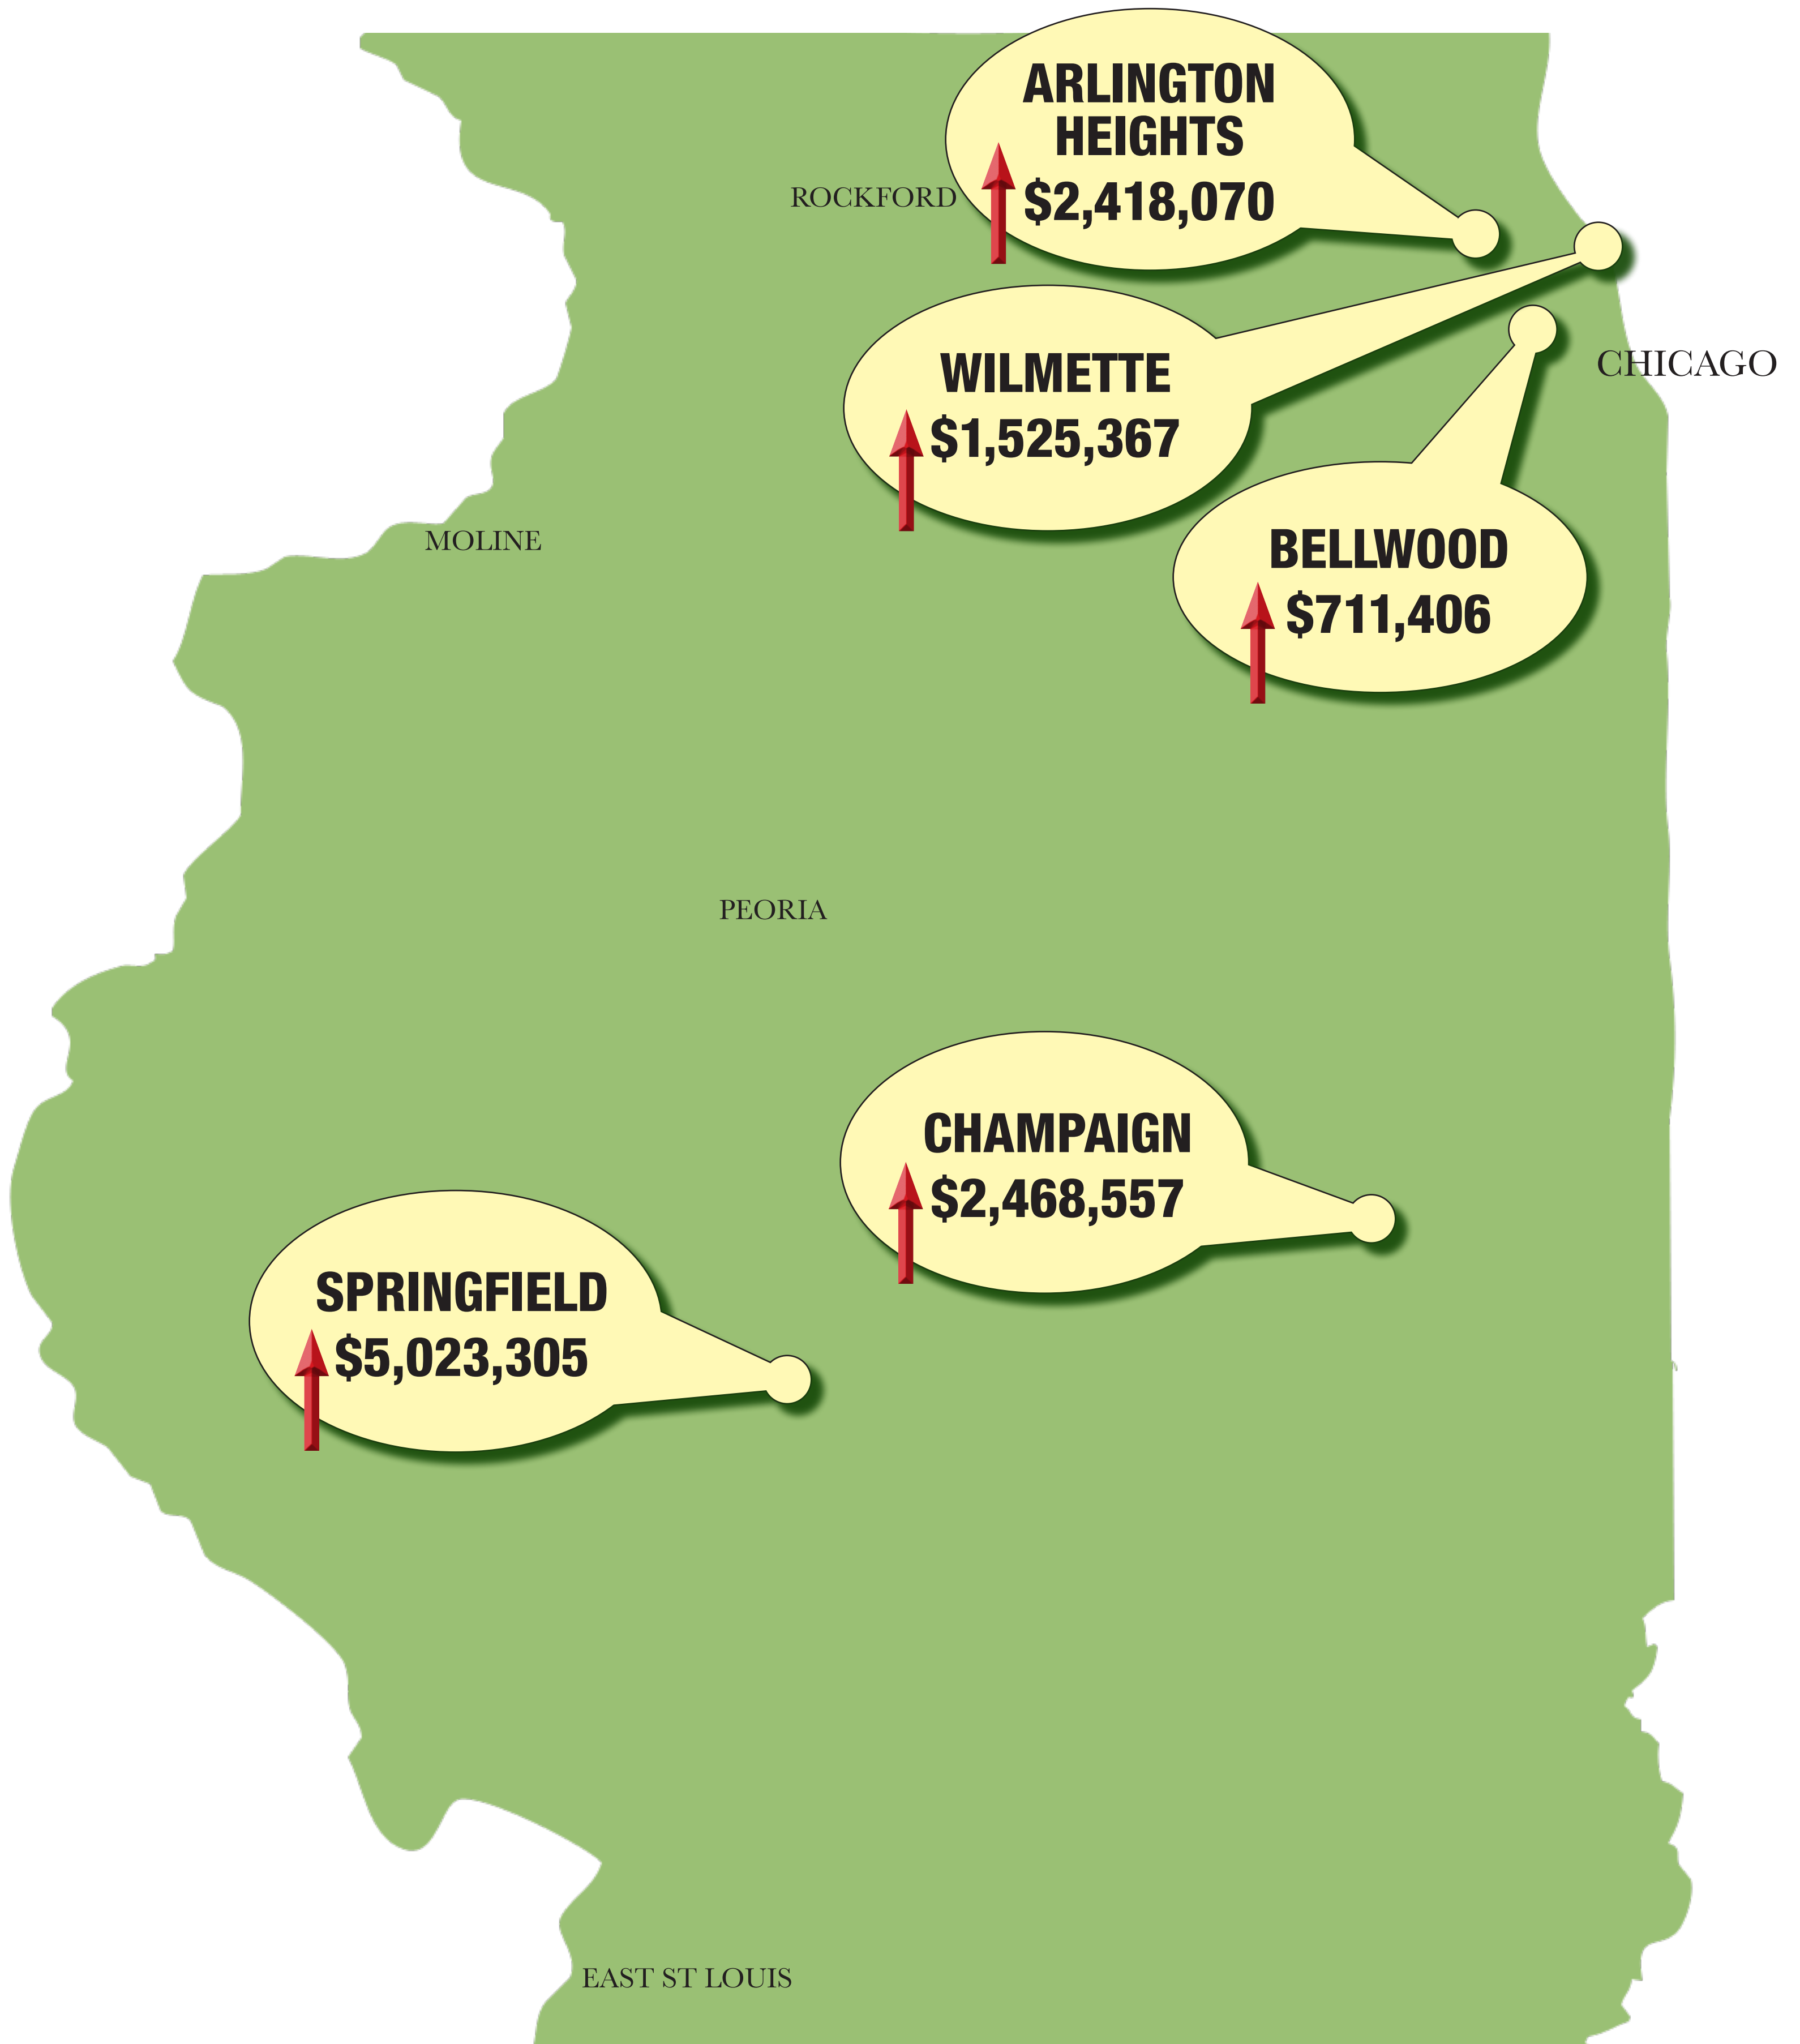 ARLINGTON
HEIGHTS
$2,418,070
ROCKFORD
WILMETTE
$1,525,367
CHICAGO
BELLWOOD
$711,406
MOLINE
PEORIA
CHAMPAIGN
$2,468,557
SPRINGFIELD
$5,023,305
EAST ST LOUIS